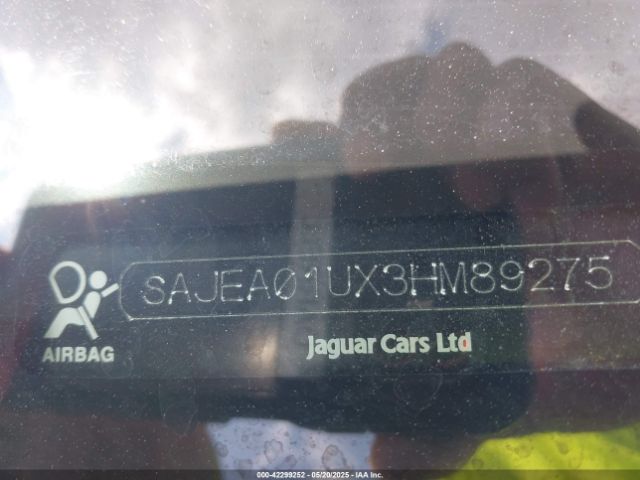 SAJEA01UX3HM89275
AIRBAG
Jaguar Cars Ltd
000-42299252 - 05/20/2025 - IAA Inc.